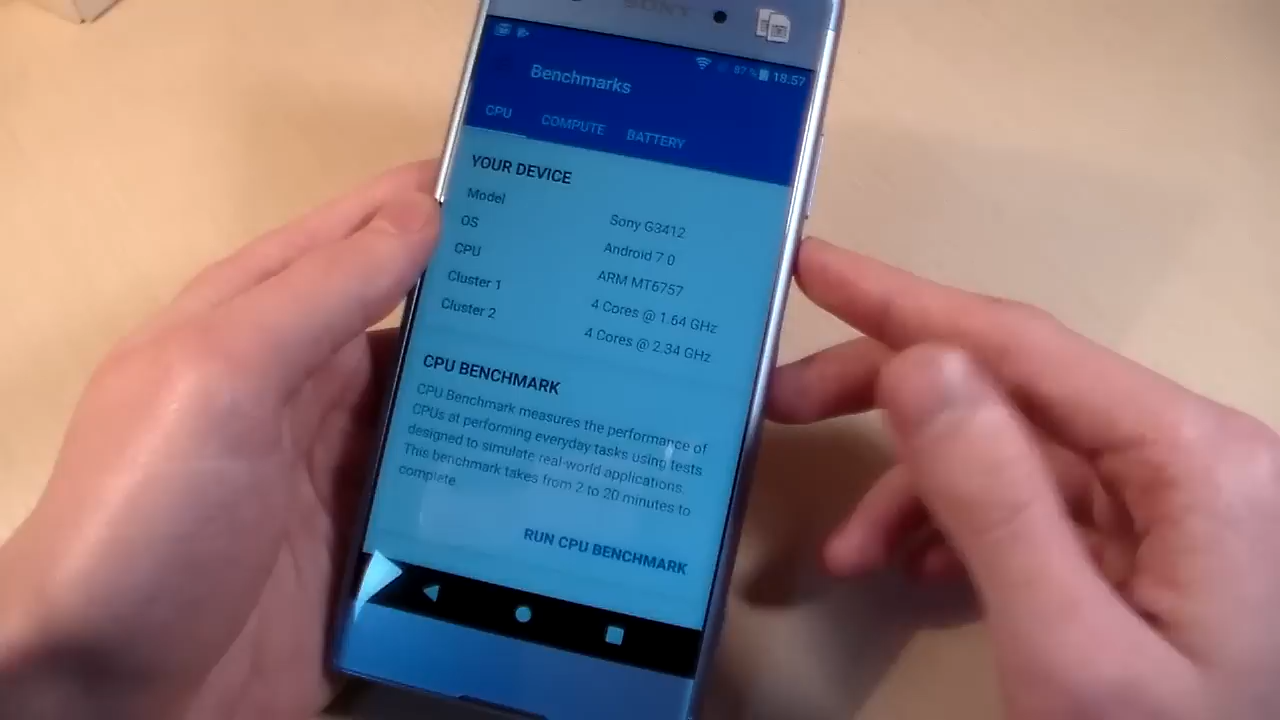 SONY
87 % 18:57
Benchmarks
CPU COMPUTE BATTERY
YOUR DEVICE
Model Sony G3412
OS Android 7.0
CPU ARM MT6757
Cluster 1 4 Cores @ 1.64 GHz
Cluster 2 4 Cores @ 2.34 GHz
CPU BENCHMARK
CPU Benchmark measures the performance of
CPUs at performing everyday tasks using tests
designed to simulate real-world applications.
This benchmark takes from 2 to 20 minutes to
complete.
RUN CPU BENCHMARK